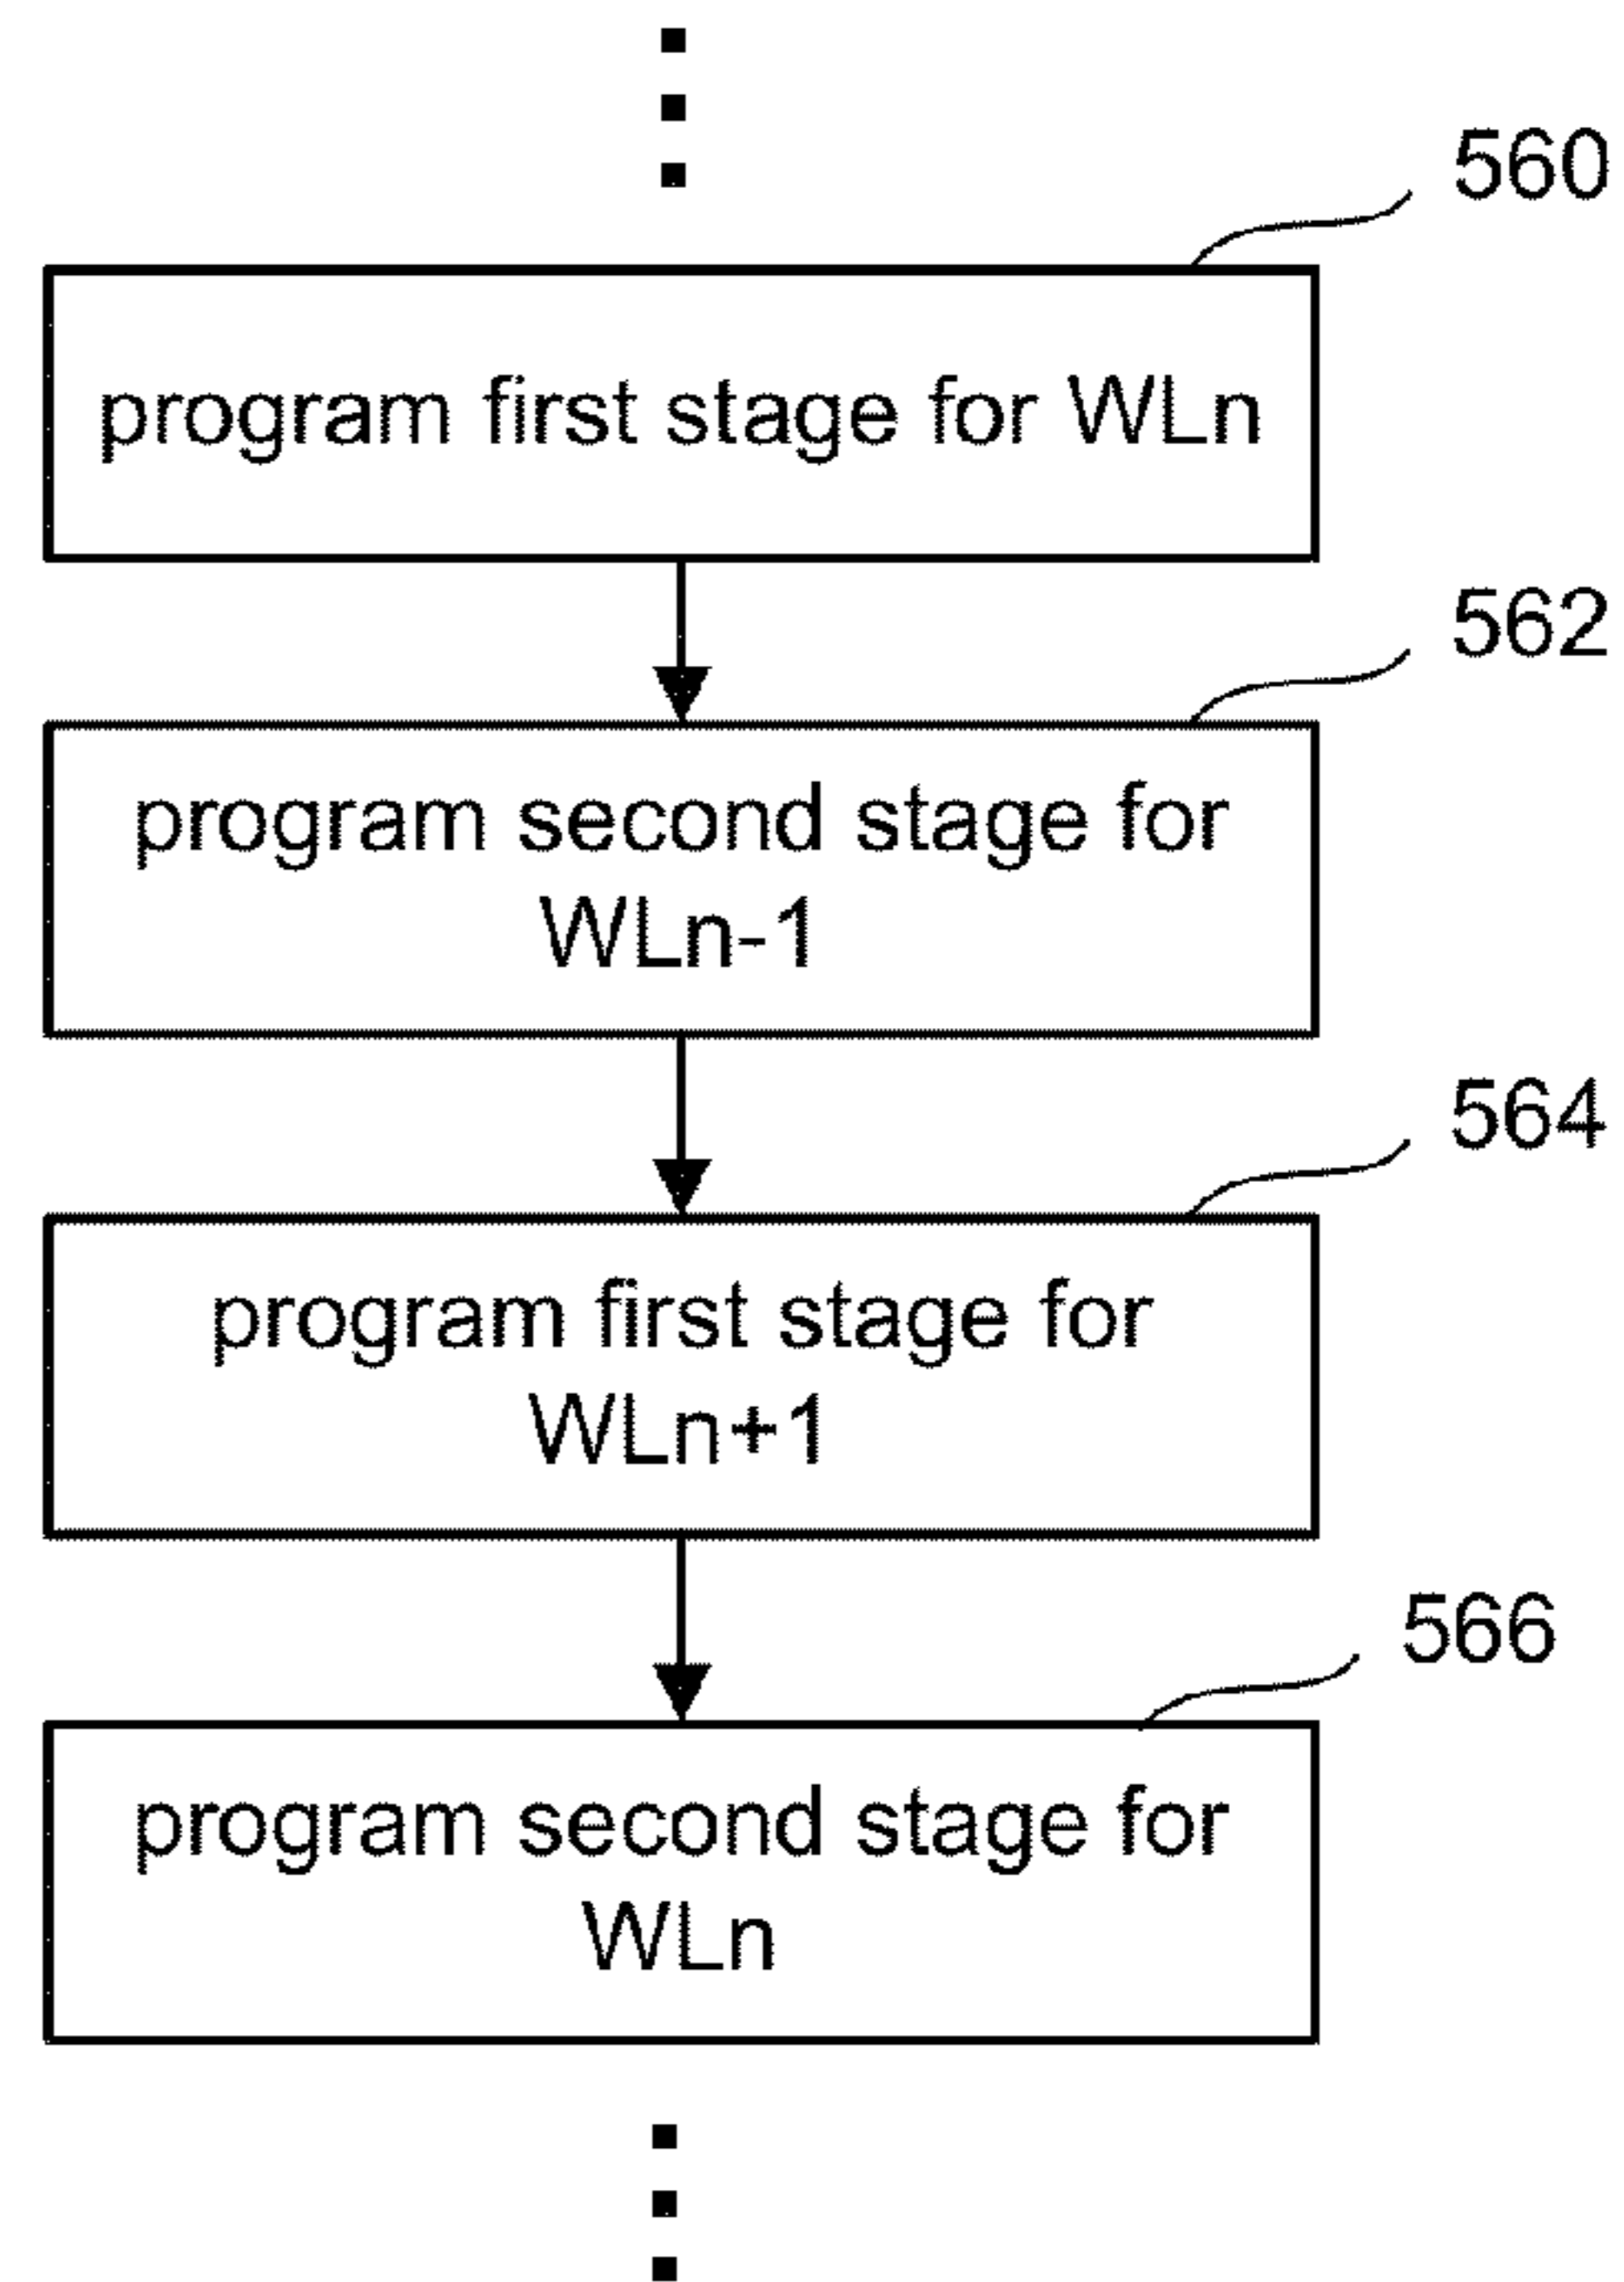 560
program first stage for WLn
562
program second stage for
WLn-1
564
program first stage for
WLn+1
566
program second stage for
WLn